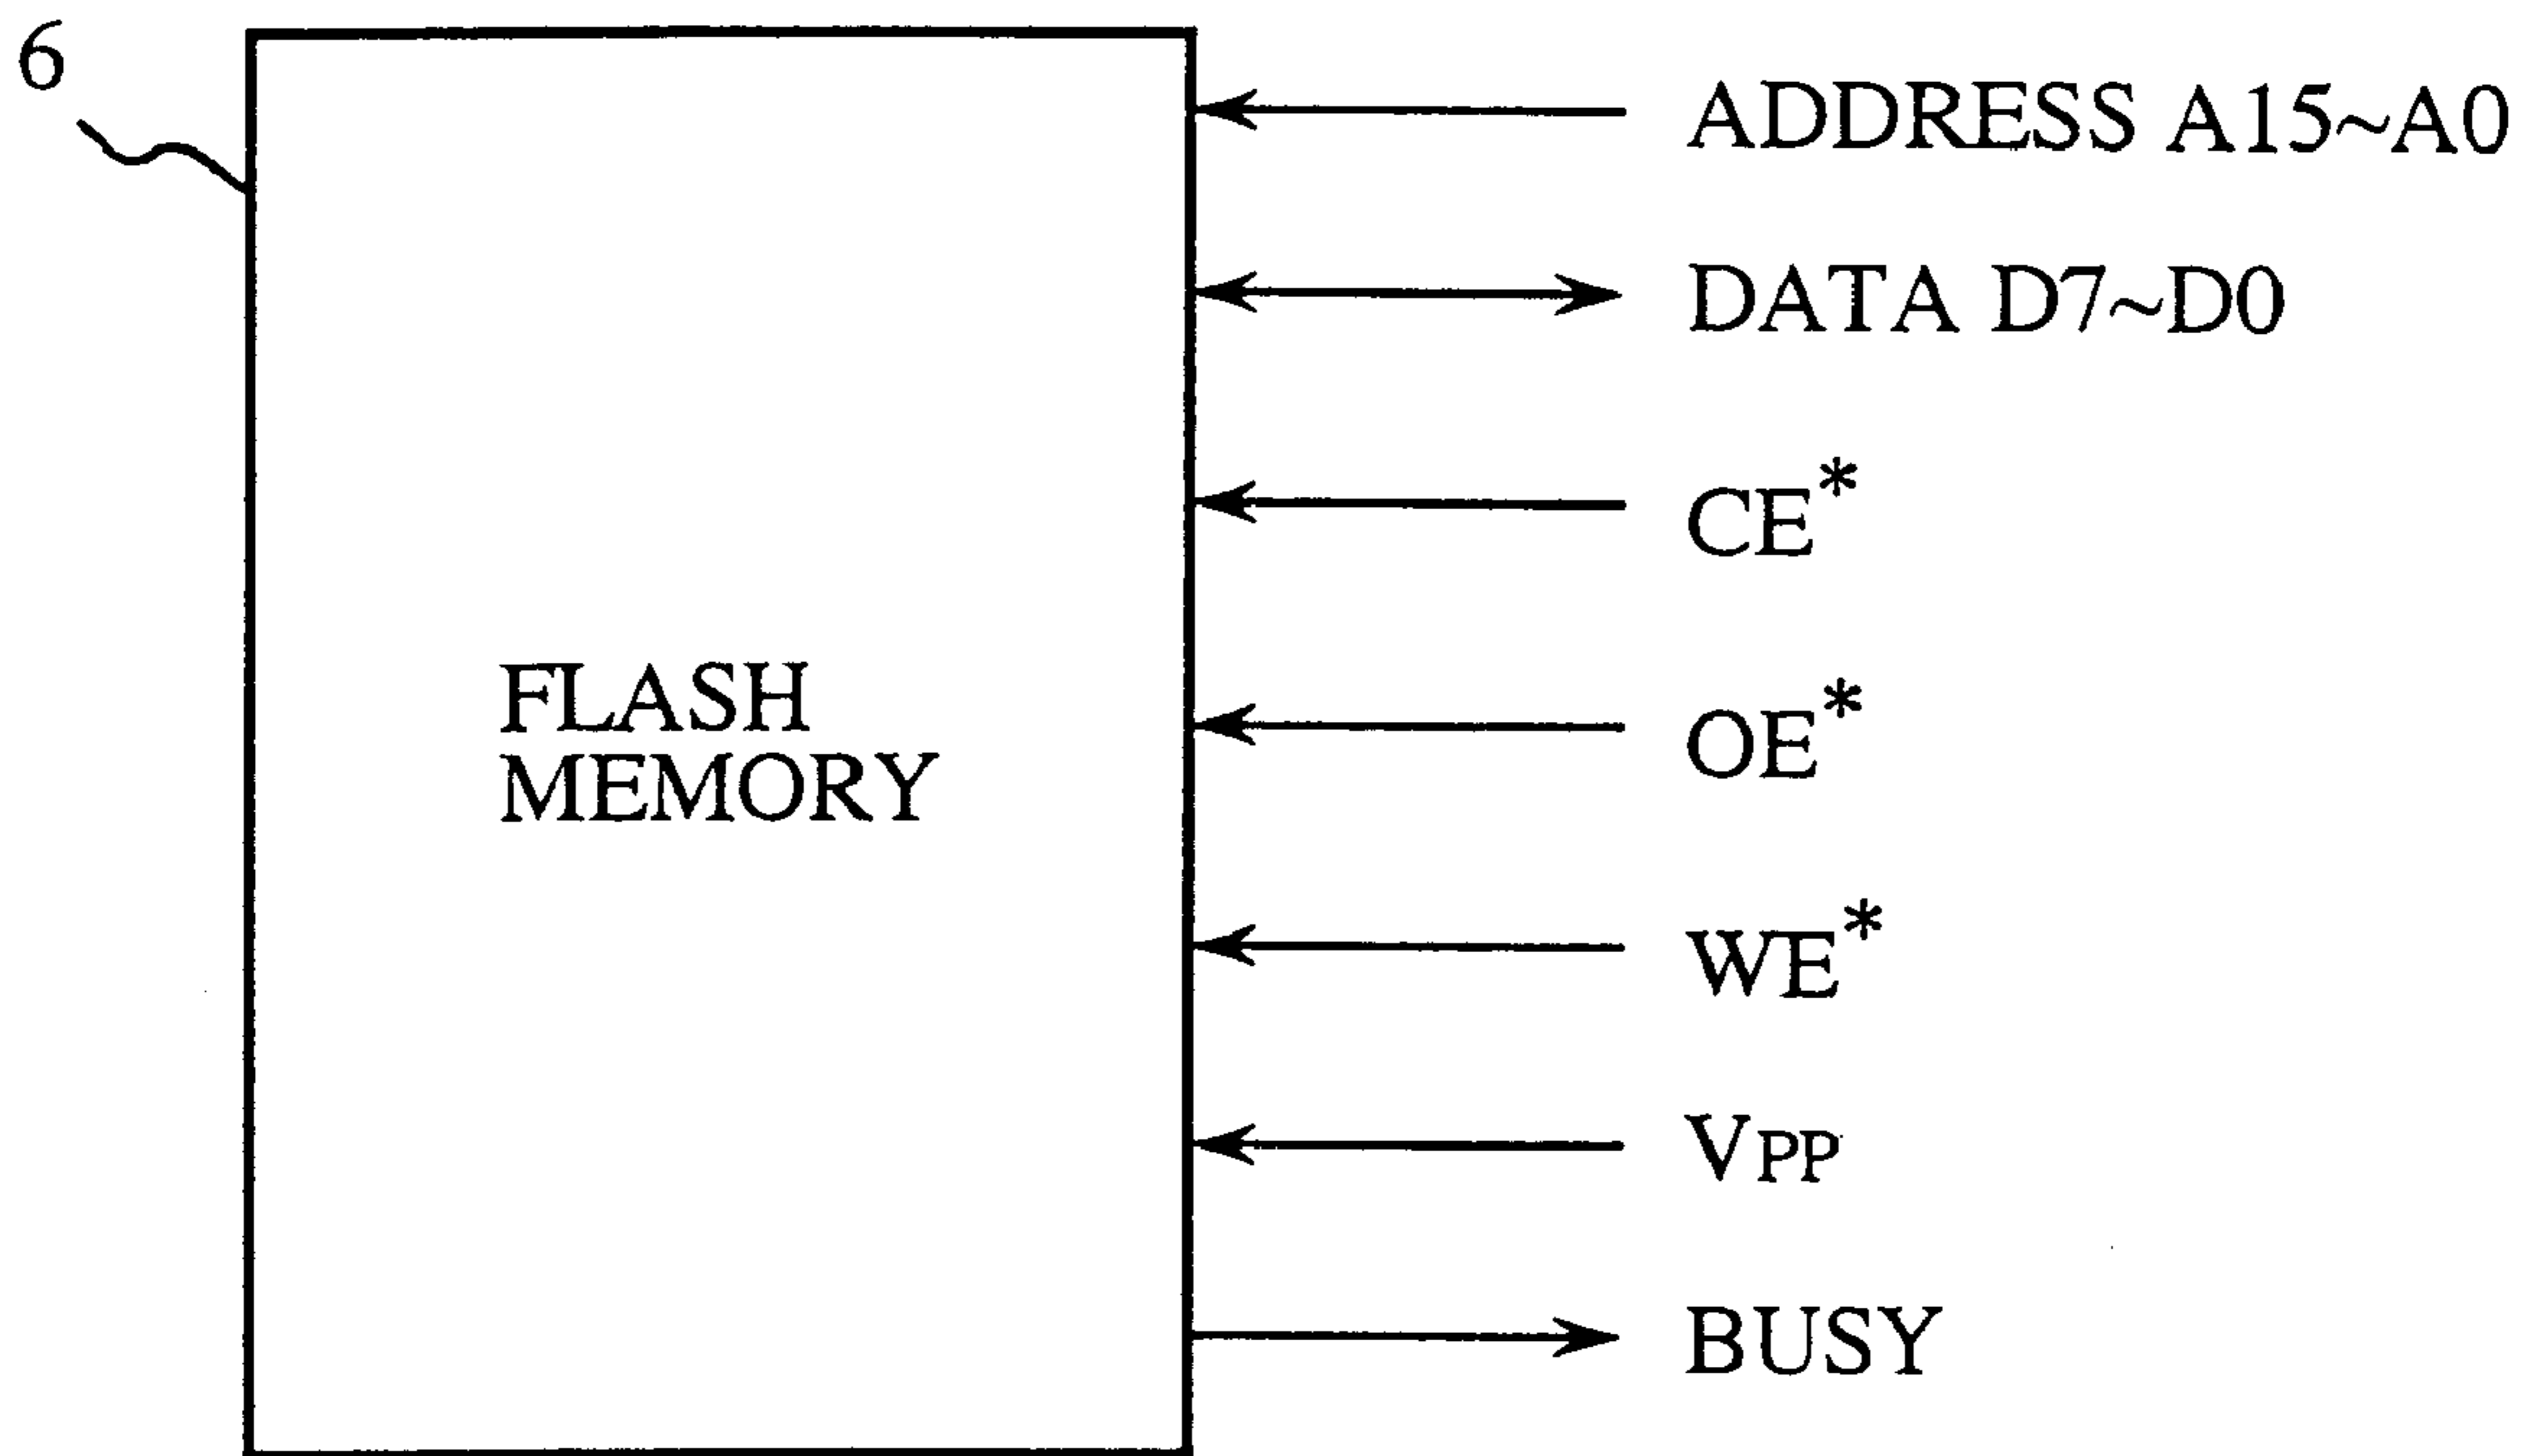 6
ADDRESS A15~A0
DATA D7~D0
CE*
OE*
FLASH
MEMORY
WE*
VPP
BUSY